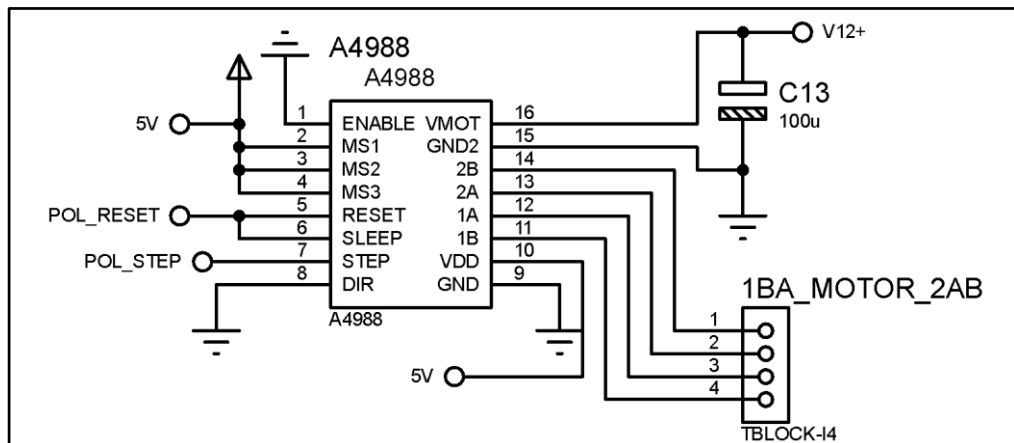 V12+
A4988
A4988
C13
100u
5V
1 ENABLE VMOT 16
2 MS1 GND2 15
3 MS2 2B 14
4 MS3 2A 13
POL_RESET 5 RESET 1A 12
6 SLEEP 1B 11
POL_STEP 7 STEP VDD 10
8 DIR GND 9
A4988
1BA_MOTOR_2AB
1
2
3
4
5V
TBLOCK-I4